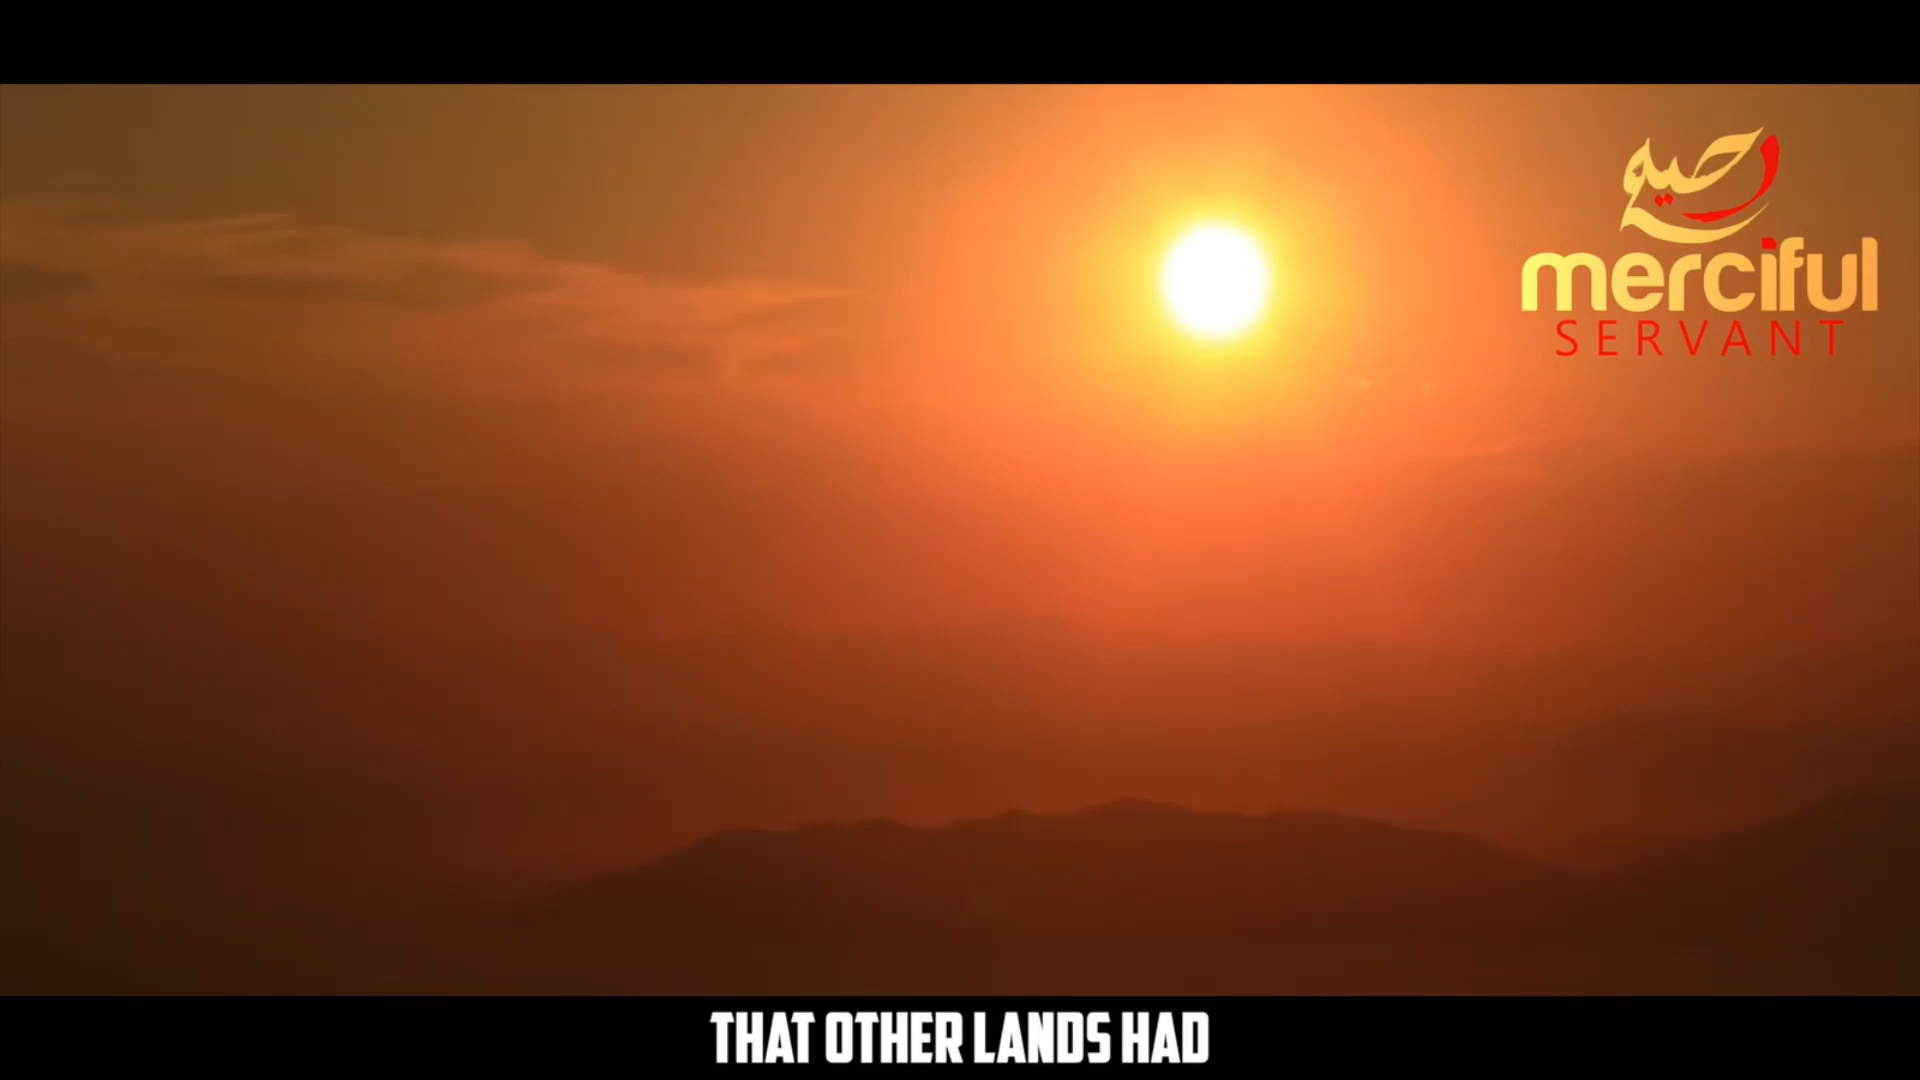 رحيم
merciful
SERVANT
THAT OTHER LANDS HAD